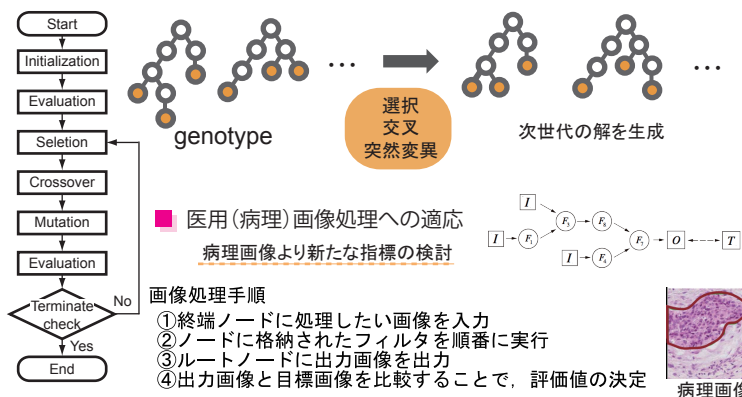 Start
Initialization
Evaluation
Seletion
Crossover
Mutation
Evaluation
Terminate
check
No
Yes
End
genotype
…
選択
交叉
突然変異
…
次世代の解を生成
医用(病理)画像処理への適応
病理画像より新たな指標の検討
I
I
F₁
F₅
F₆
I
F₄
F₅
O
T
画像処理手順
①終端ノードに処理したい画像を入力
②ノードに格納されたフィルタを順番に実行
③ルートノードに出力画像を出力
④出力画像と目標画像を比較することで，評価値の決定
病理画像